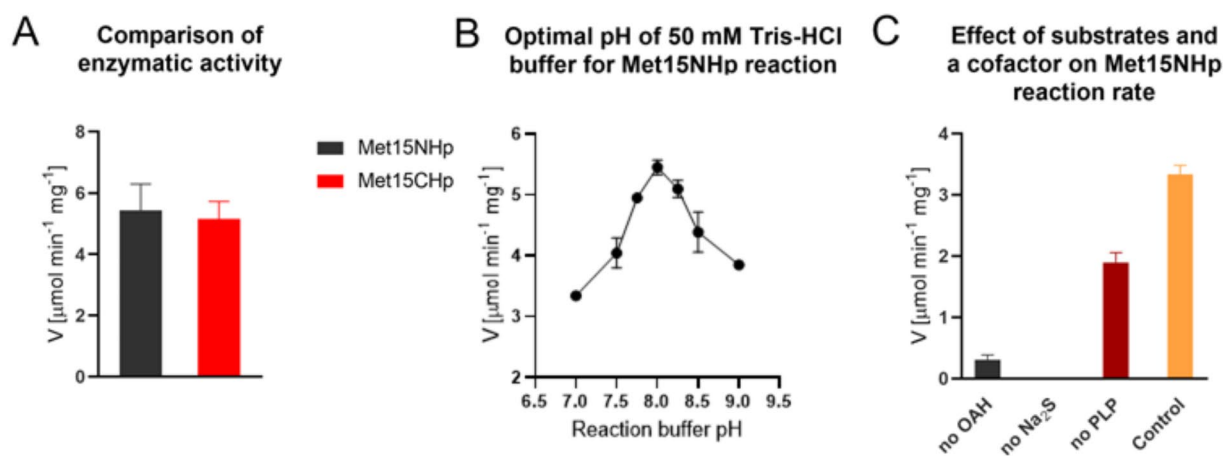 A
Comparison of
enzymatic activity
V [µmol min⁻¹ mg⁻¹]
8
6
4
2
0
Met15NHp
Met15CHp
B
Optimal pH of 50 mM Tris-HCl
buffer for Met15NHp reaction
V [µmol min⁻¹ mg⁻¹]
6
5
4
3
2
6.5 7.0 7.5 8.0 8.5 9.0 9.5
Reaction buffer pH
C
Effect of substrates and
a cofactor on Met15NHp
reaction rate
V [µmol min⁻¹ mg⁻¹]
4
3
2
1
0
no OAH
no Na₂S
no PLP
Control